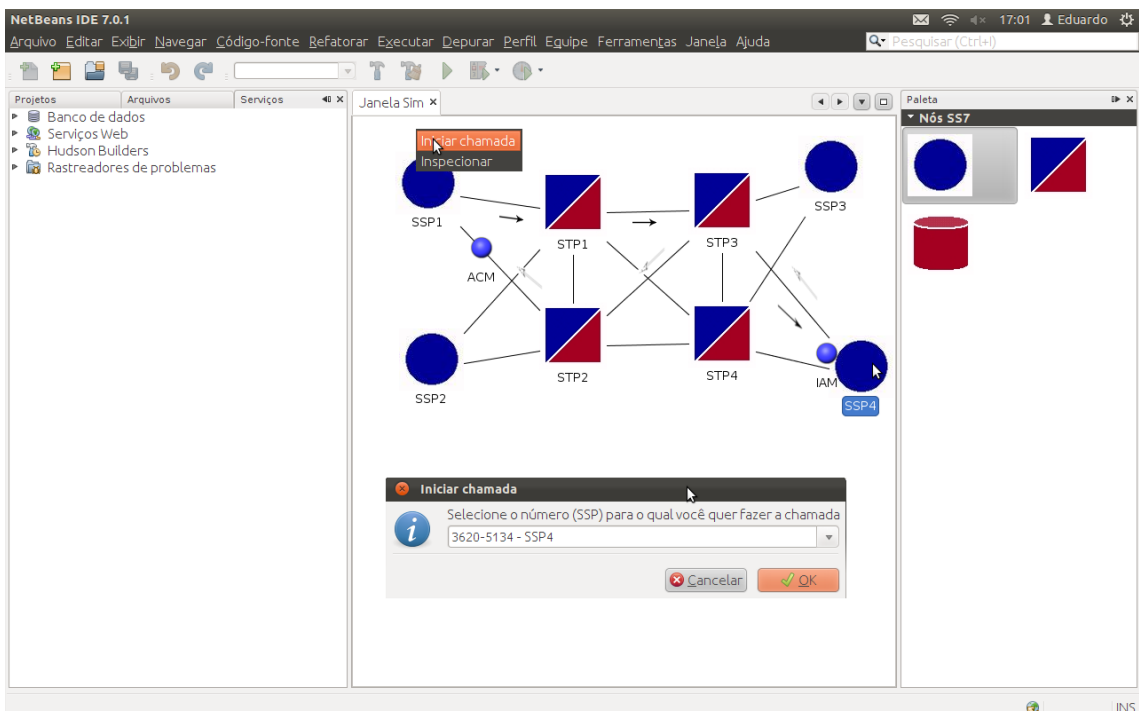 NetBeans IDE 7.0.1 17:01 Eduardo
Arquivo Editar Exibir Navegar Código-fonte Refatorar Executar Depurar Perfil Equipe Ferramentas Janela Ajuda Pesquisar (Ctrl+I)
Projetos Arquivos Serviços
Banco de dados
Serviços Web
Hudson Builders
Rastreadores de problemas
Janela Sim
Iniciar chamada
Inspecionar
SSP1
STP1
STP3
SSP3
ACM
SSP2
STP2
STP4
IAM
SSP4
Iniciar chamada
Selecione o número (SSP) para o qual você quer fazer a chamada
3620-5134 - SSP4
Cancelar OK
Paleta
Nós SS7
INS